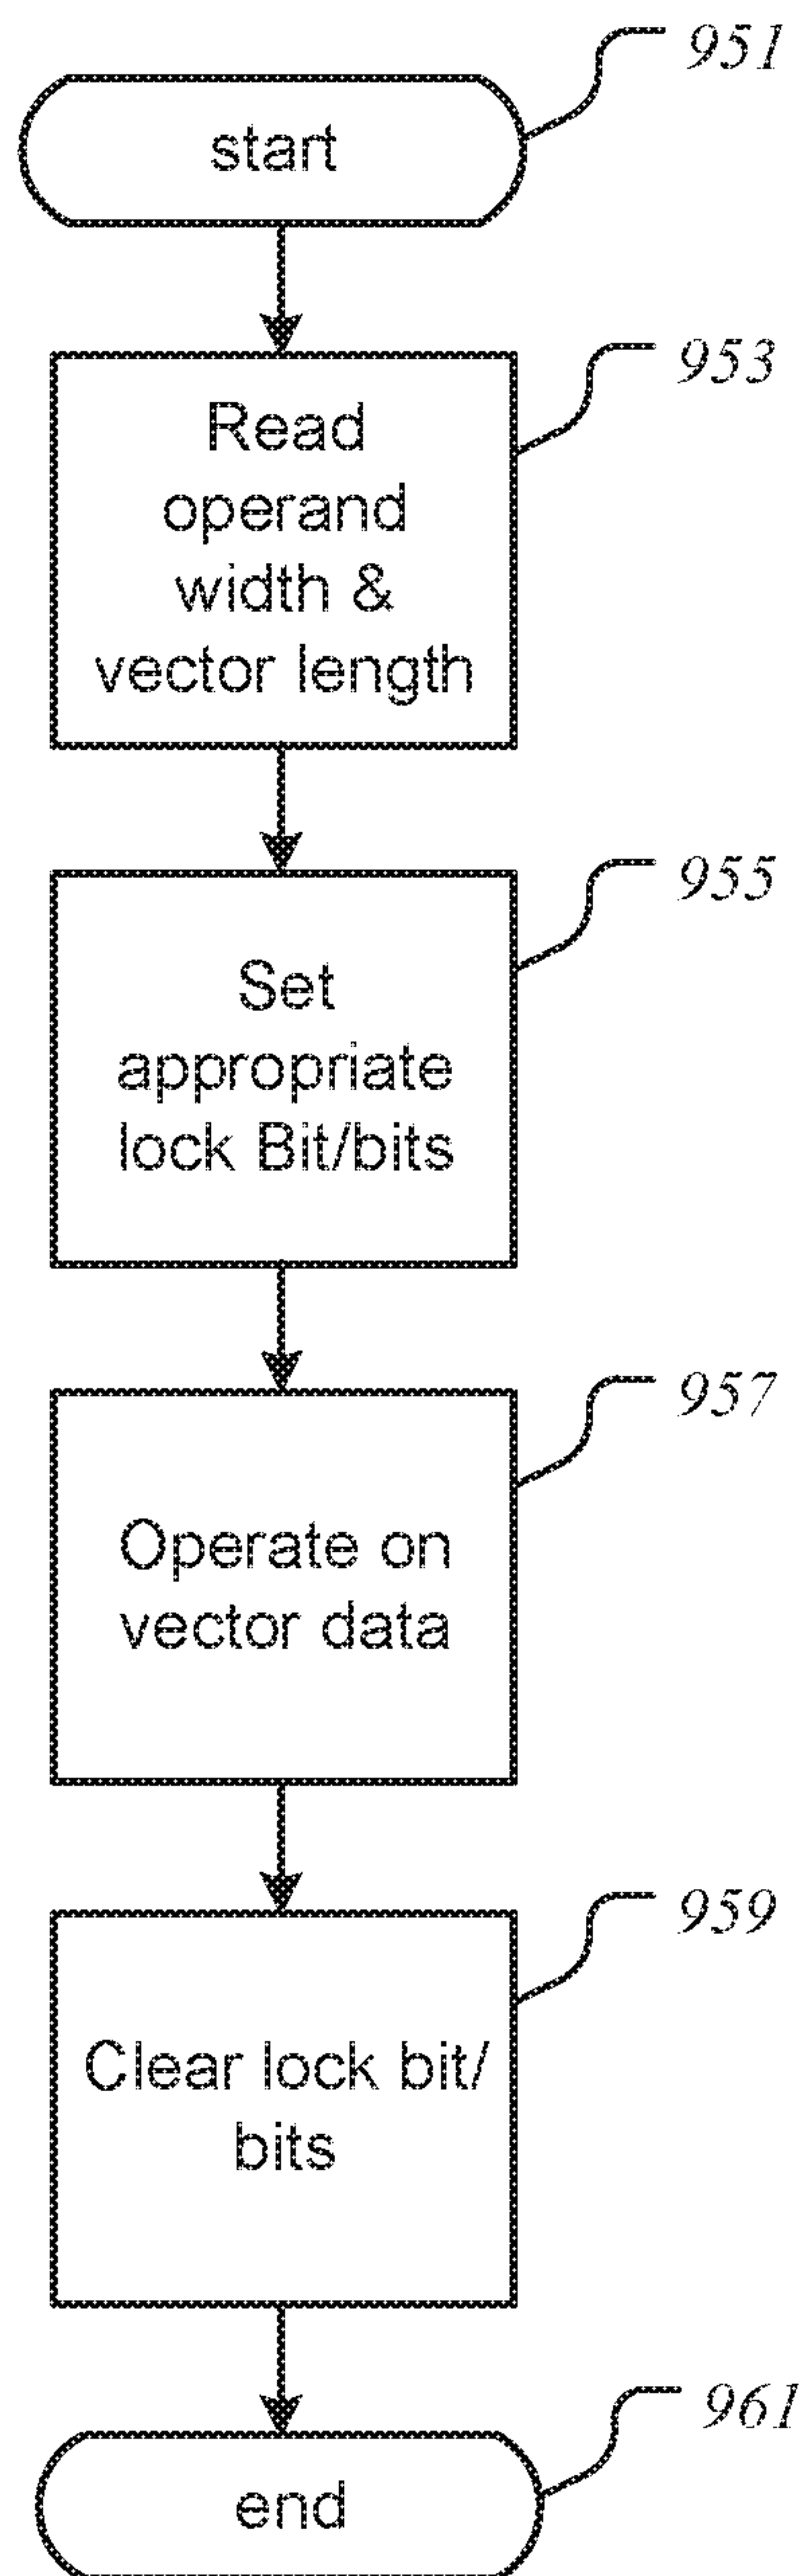 951
start
953
Read
operand
width &
vector length
955
Set
appropriate
lock Bit/bits
957
Operate on
vector data
959
Clear lock bit/
bits
961
end